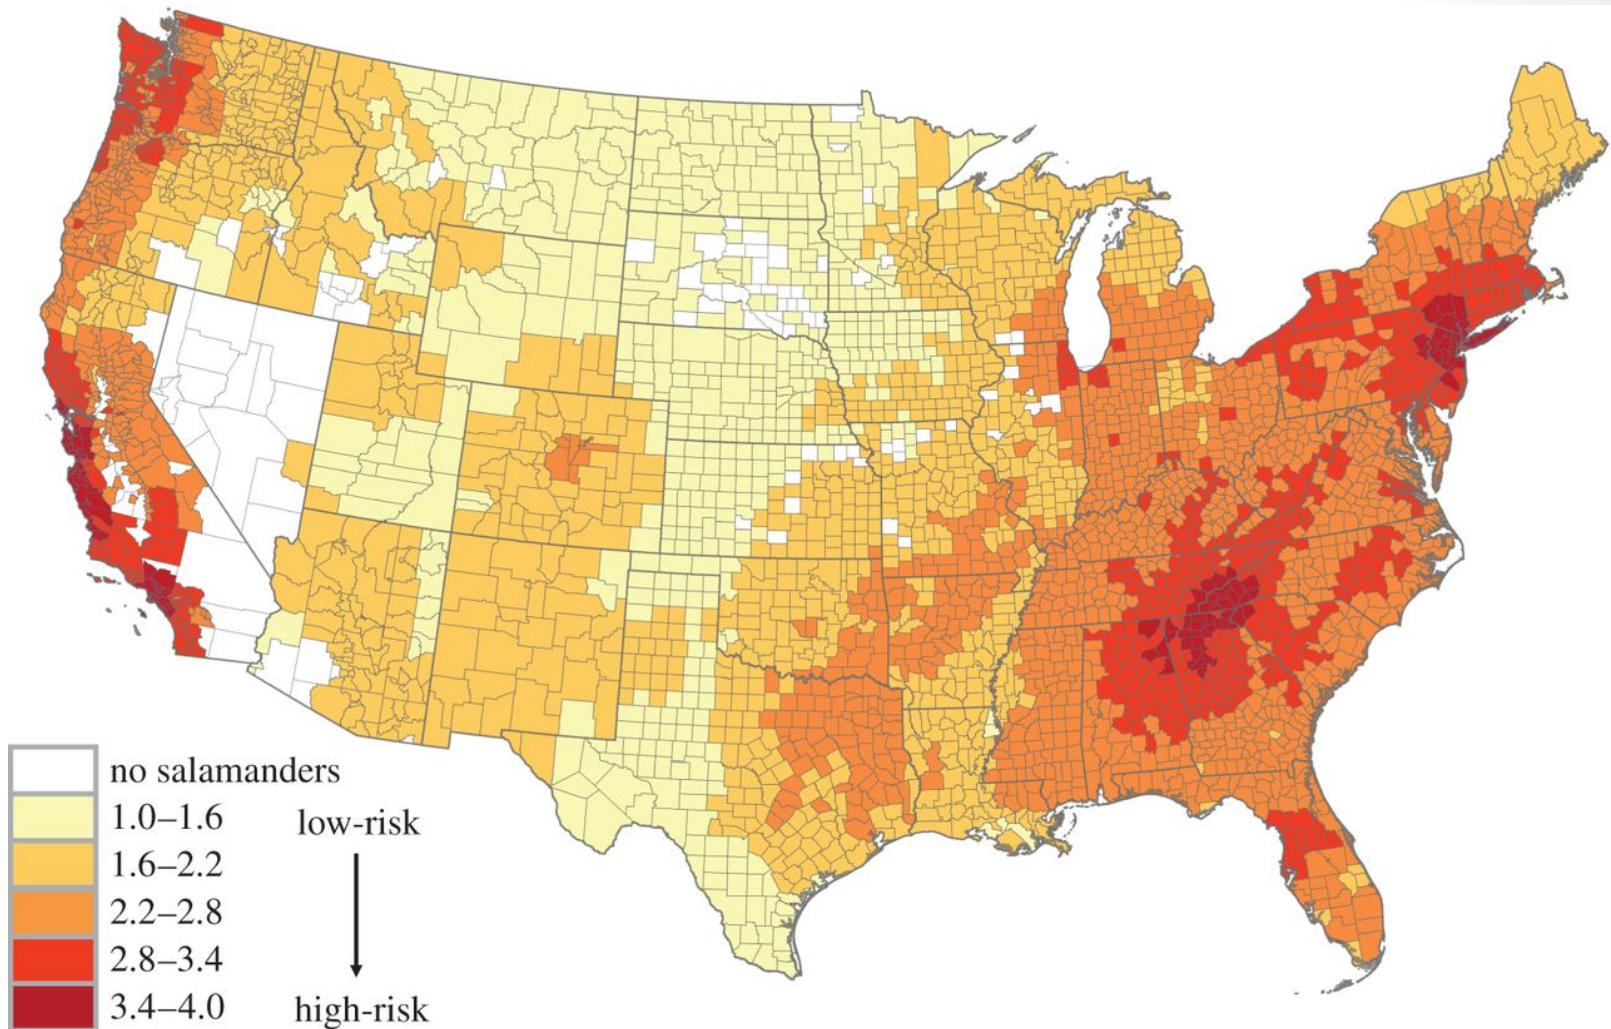 no salamanders
1.0–1.6
low-risk
1.6–2.2
2.2–2.8
2.8–3.4
3.4–4.0
high-risk